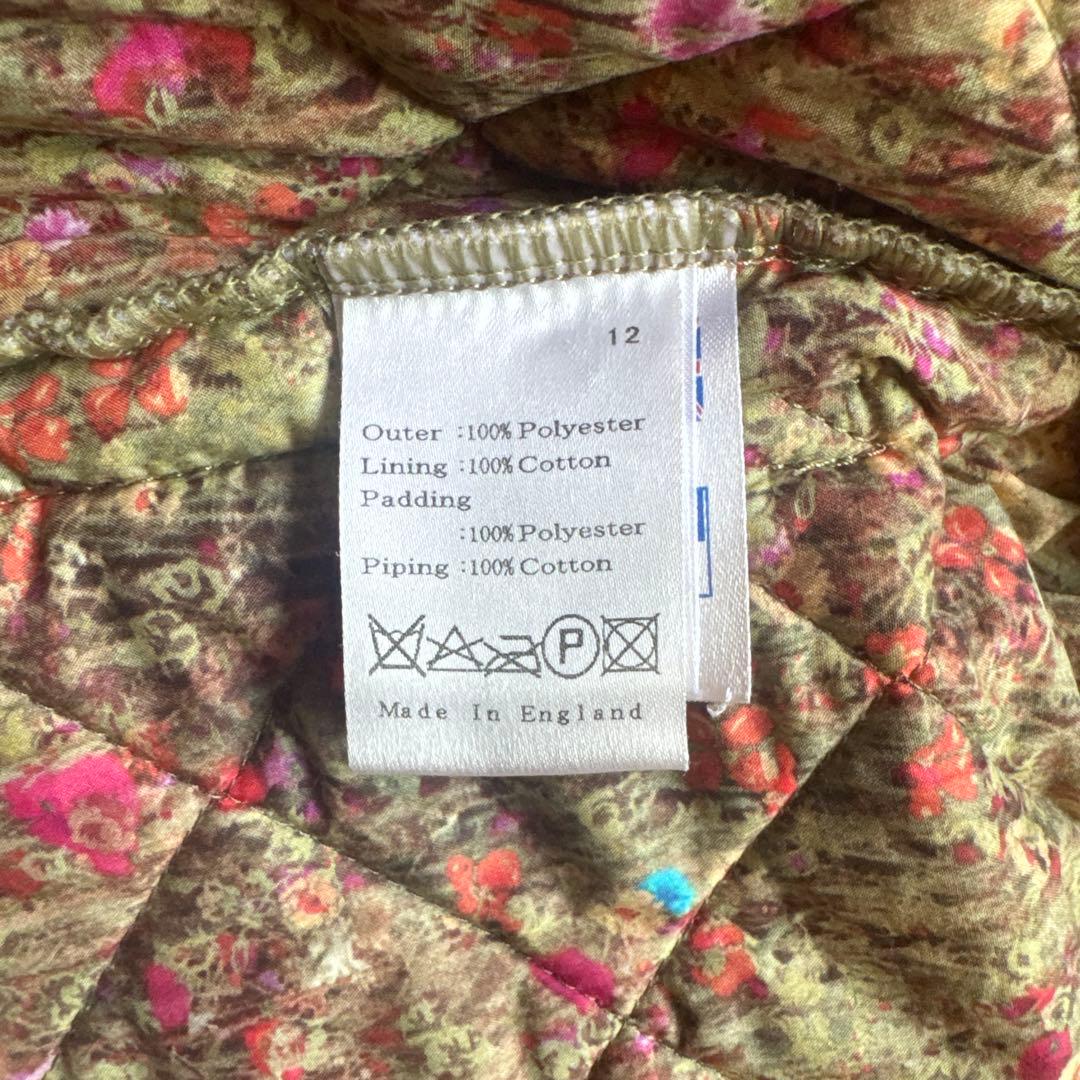 12
Outer :100% Polyester
Lining :100% Cotton
Padding
:100% Polyester
Piping :100% Cotton
P
Made In England